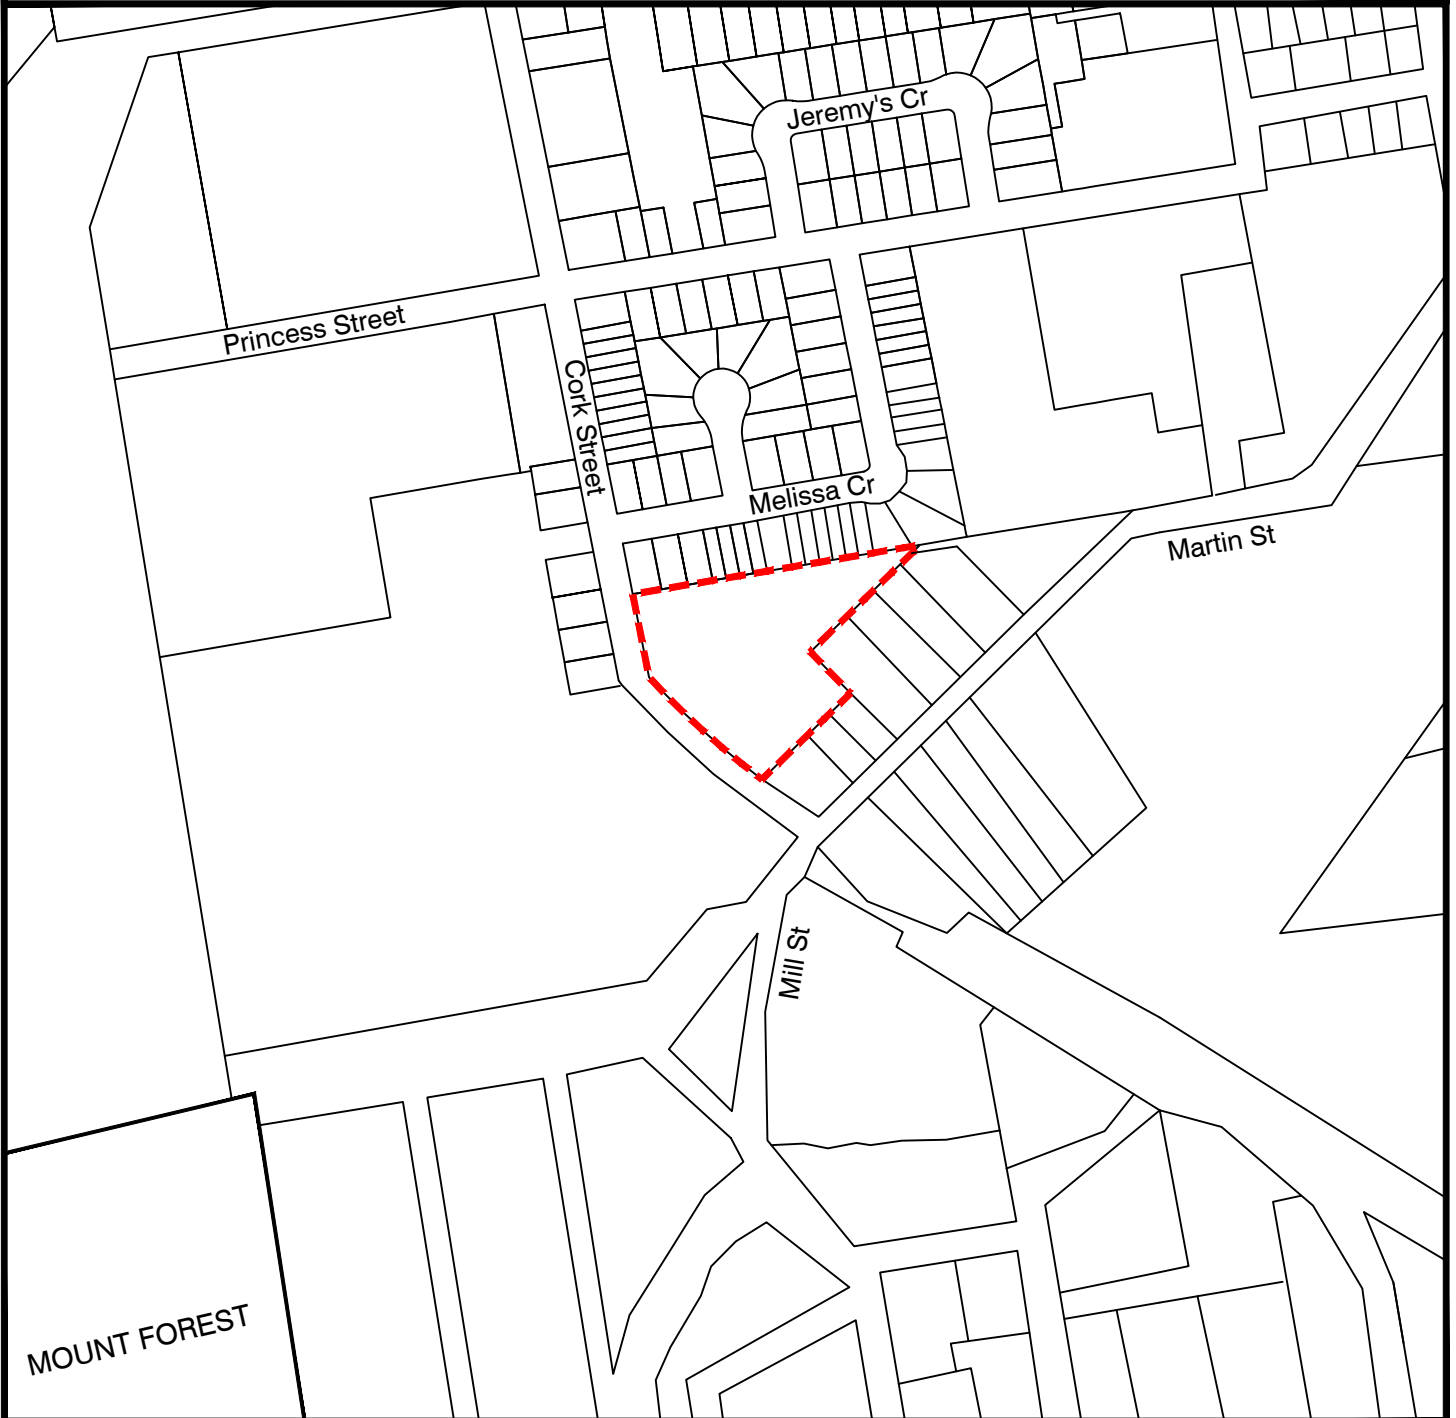 Jeremy's Cr
Princess Street
Cork Street
Melissa Cr
Martin St
Mill St
MOUNT FOREST